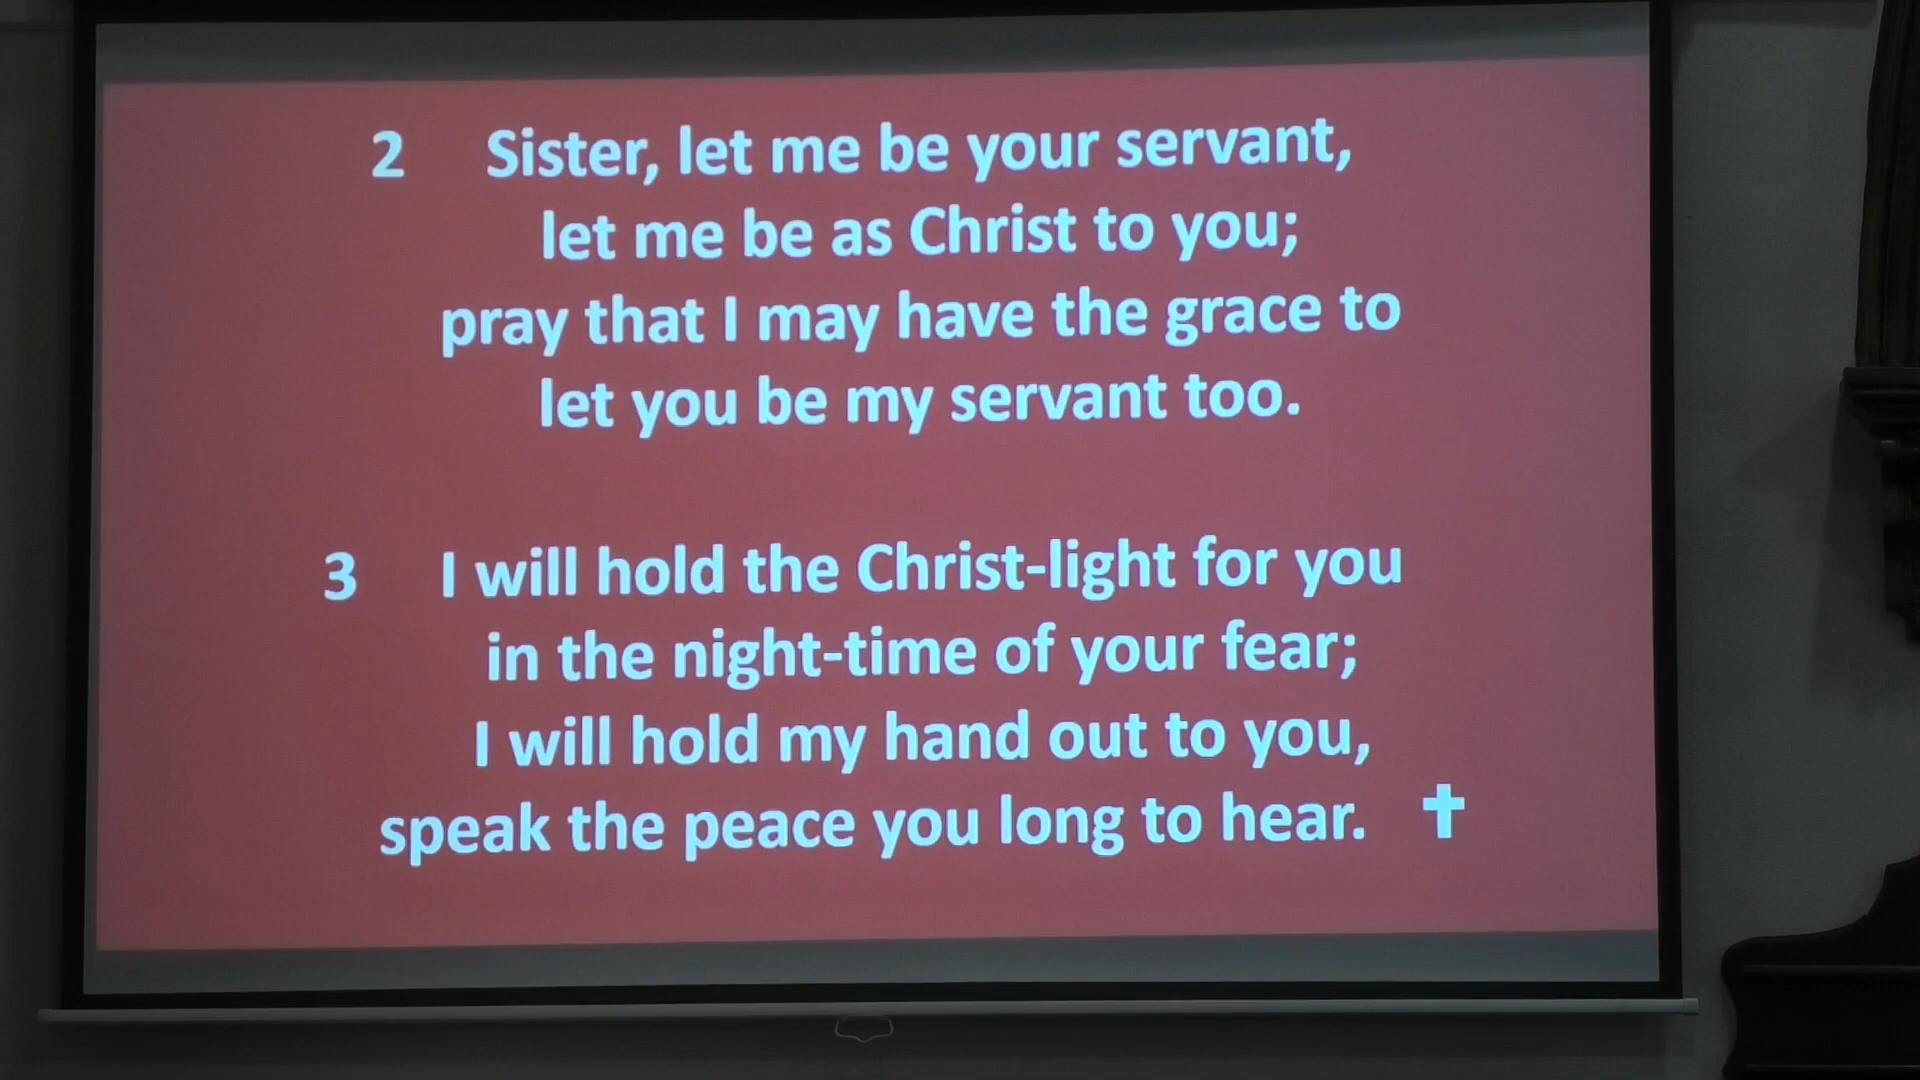 2 Sister, let me be your servant,
let me be as Christ to you;
pray that I may have the grace to
let you be my servant too.
3 I will hold the Christ-light for you
in the night-time of your fear;
I will hold my hand out to you,
speak the peace you long to hear. ✝